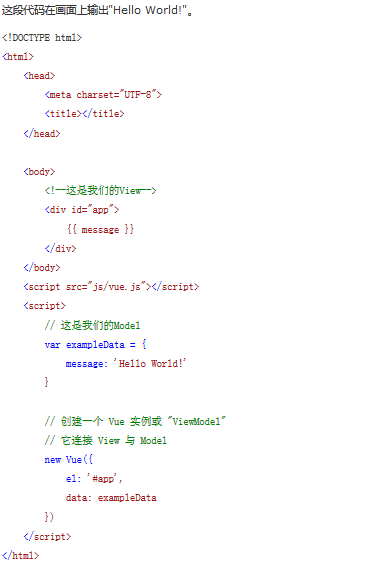 这段代码在画面上输出"Hello World!"。
<!DOCTYPE html>
<html>
    <head>
        <meta charset="UTF-8">
        <title></title>
    </head>

    <body>
        <!--这是我们的View-->
        <div id="app">
            {{ message }}
        </div>
    </body>
    <script src="js/vue.js"></script>
    <script>
        // 这是我们的Model
        var exampleData = {
            message: 'Hello World!'
        }

        // 创建一个 Vue 实例或 "ViewModel"
        // 它连接 View 与 Model
        new Vue({
            el: '#app',
            data: exampleData
        })
    </script>
</html>